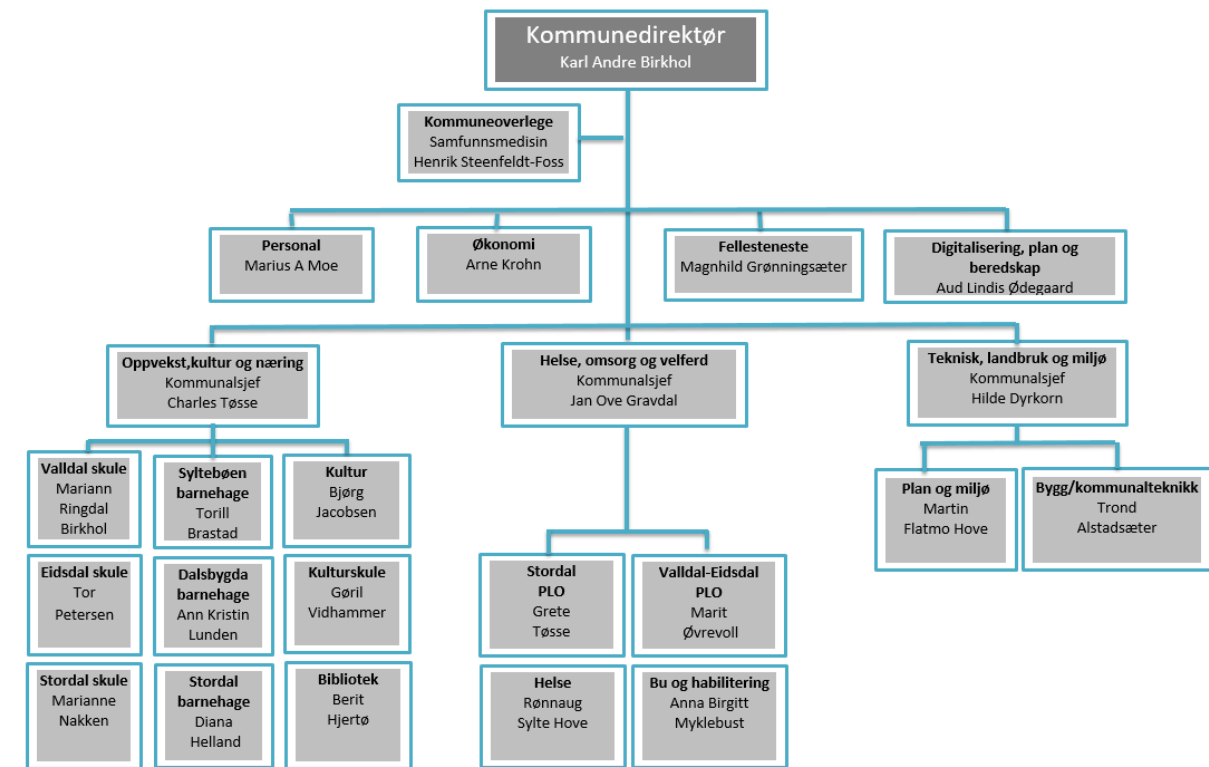 Kommunedirektør
Karl Andre Birkhol
Kommuneoverlege
Samfunnsmedisin
Henrik Steenfeldt-Foss
Personal
Marius A Moe
Økonomi
Arne Krohn
Fellesteneste
Magnhild Grønningsæter
Digitalisering, plan og
beredskap
Aud Lindis Ødegaard
Oppvekst,kultur og næring
Kommunalsjef
Charles Tøsse
Helse, omsorg og velferd
Kommunalsjef
Jan Ove Gravdal
Teknisk, landbruk og miljø
Kommunalsjef
Hilde Dyrkorn
Valldal skule
Mariann
Ringdal
Birkhol
Syltebøen
barnehage
Torill
Brastad
Kultur
Bjørg
Jacobsen
Eidsdal skule
Tor
Petersen
Dalsbygda
barnehage
Ann Kristin
Lunden
Kulturskule
Gøril
Vidhammer
Stordal skule
Marianne
Nakken
Stordal
barnehage
Diana
Helland
Bibliotek
Berit
Hjertø
Stordal
PLO
Grete
Tøsse
Valldal-Eidsdal
PLO
Marit
Øvrevoll
Helse
Rønnaug
Sylte Hove
Bu og habilitering
Anna Birgitt
Myklebust
Plan og miljø
Martin
Flatmo Hove
Bygg/kommunalteknikk
Trond
Alstadsæter